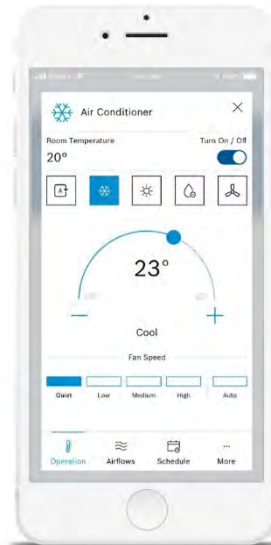 Air Conditioner
Room Temperature
Turn On / Off
20°
A
23°
Cool
Fan Speed
Quiet
Low
Medium
High
Auto
Operation
Airflows
Schedule
More